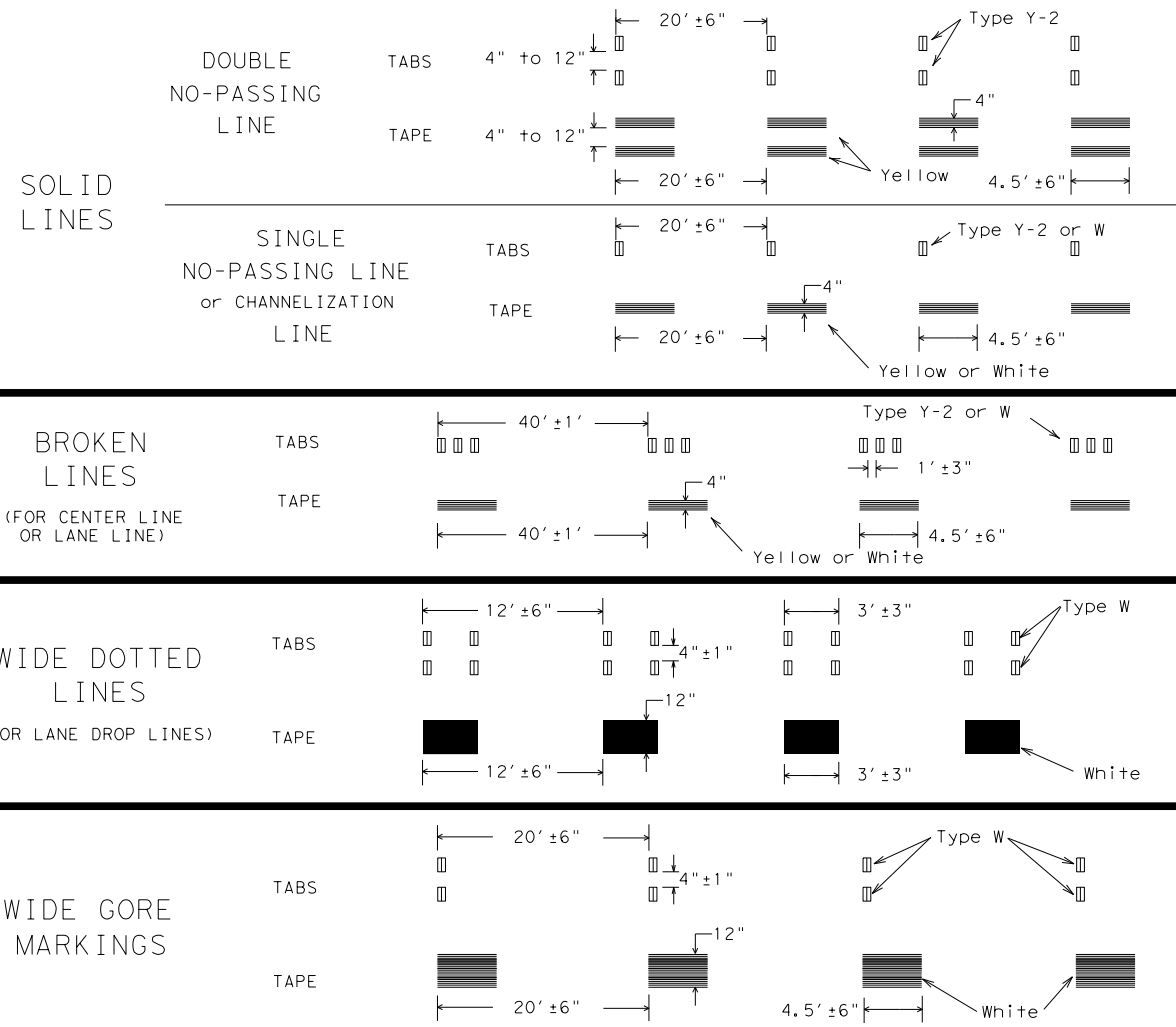 SOLID
LINES
DOUBLE
NO-PASSING
LINE
TABS
20'±6"
4" to 12"
Type Y-2
TAPE
4" to 12"
4"
Yellow
20'±6"
4.5'±6"
SINGLE
NO-PASSING LINE
or CHANNELIZATION
LINE
TABS
20'±6"
Type Y-2 or W
TAPE
4"
20'±6"
4.5'±6"
Yellow or White
BROKEN
LINES
(FOR CENTER LINE
OR LANE LINE)
TABS
40'±1'
Type Y-2 or W
1'±3"
TAPE
4"
40'±1'
4.5'±6"
Yellow or White
WIDE DOTTED
LINES
OR LANE DROP LINES)
TABS
12'±6"
3'±3"
Type W
4"±1"
TAPE
12"
12'±6"
3'±3"
White
WIDE GORE
MARKINGS
TABS
20'±6"
4"±1"
Type W
TAPE
12"
20'±6"
4.5'±6"
White